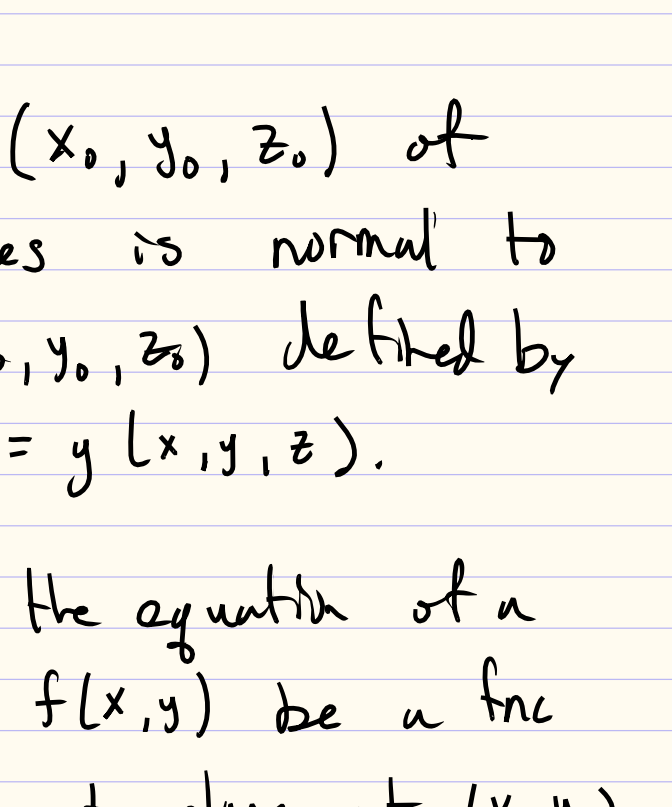 (x₀, y₀, z₀) of
es is normal to
, y₀, z₀) defined by
= y (x, y, z).
the equation of a
f(x, y) be a fnc